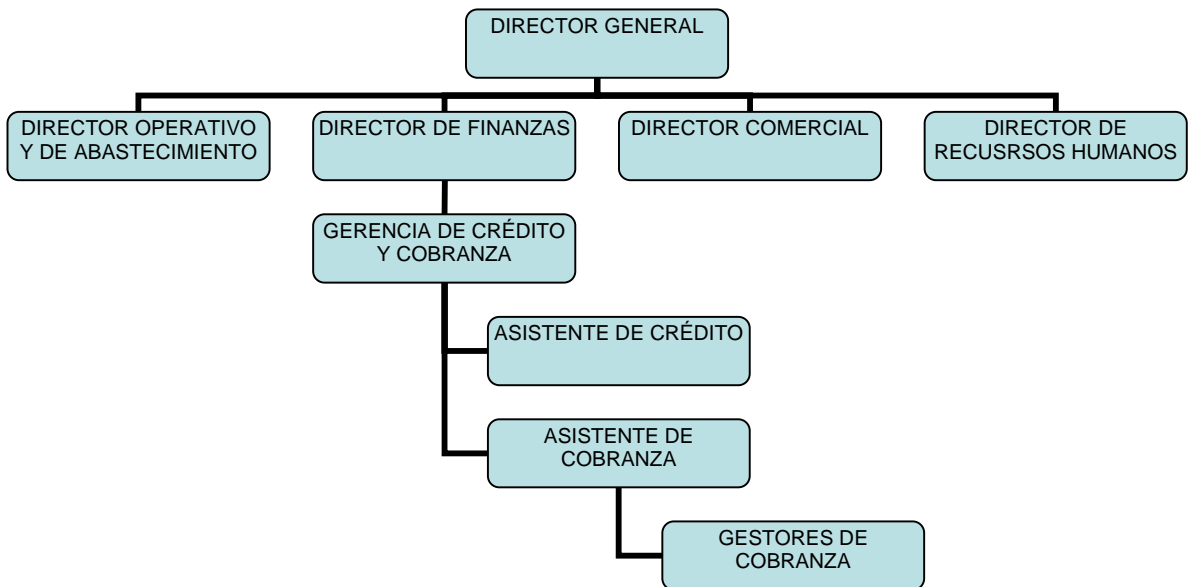 DIRECTOR GENERAL
DIRECTOR OPERATIVO
Y DE ABASTECIMIENTO
DIRECTOR DE FINANZAS
DIRECTOR COMERCIAL
DIRECTOR DE
RECUSRSOS HUMANOS
GERENCIA DE CRÉDITO
Y COBRANZA
ASISTENTE DE CRÉDITO
ASISTENTE DE
COBRANZA
GESTORES DE
COBRANZA